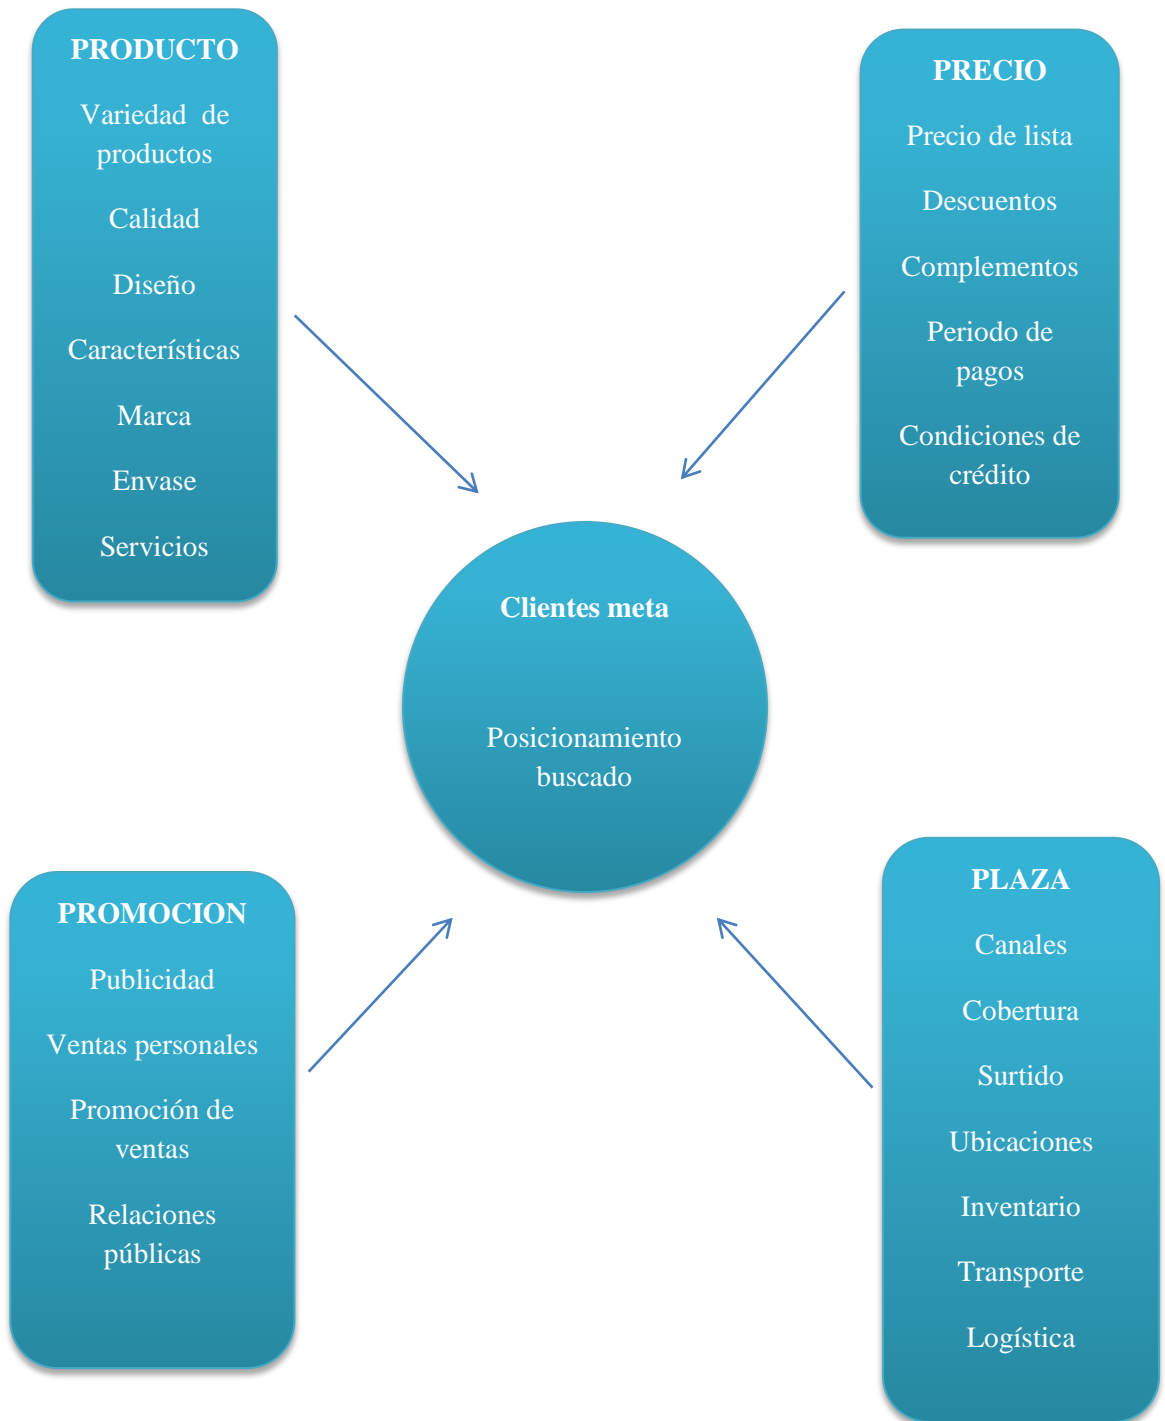 PRODUCTO
Variedad de
productos
Calidad
Diseño
Características
Marca
Envase
Servicios
PRECIO
Precio de lista
Descuentos
Complementos
Periodo de
pagos
Condiciones de
crédito
Clientes meta
Posicionamiento
buscado
PROMOCION
Publicidad
Ventas personales
Promoción de
ventas
Relaciones
públicas
PLAZA
Canales
Cobertura
Surtido
Ubicaciones
Inventario
Transporte
Logística